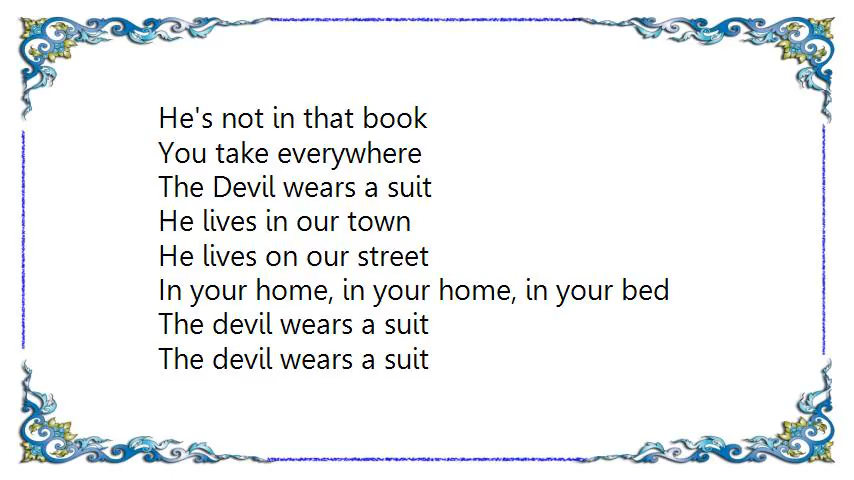 He's not in that book
You take everywhere
The Devil wears a suit
He lives in our town
He lives on our street
In your home, in your home, in your bed
The devil wears a suit
The devil wears a suit